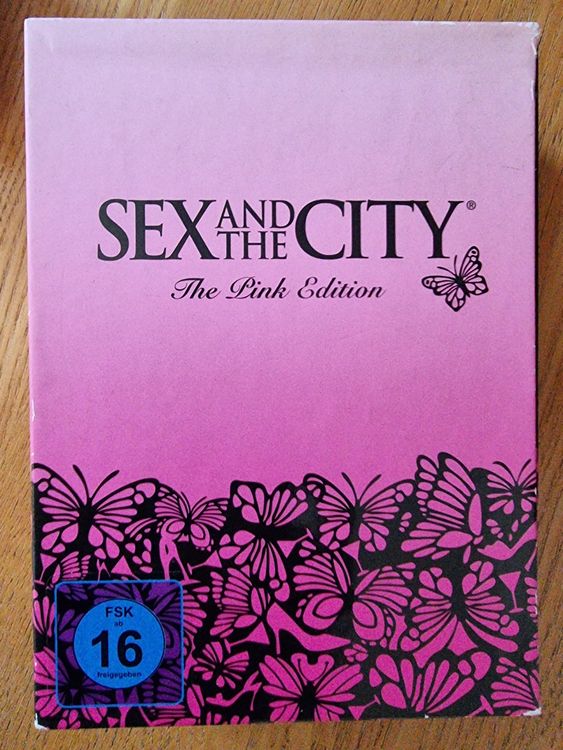 SEX AND THE CITY®
The Pink Edition
FSK
ab
16
freigegeben